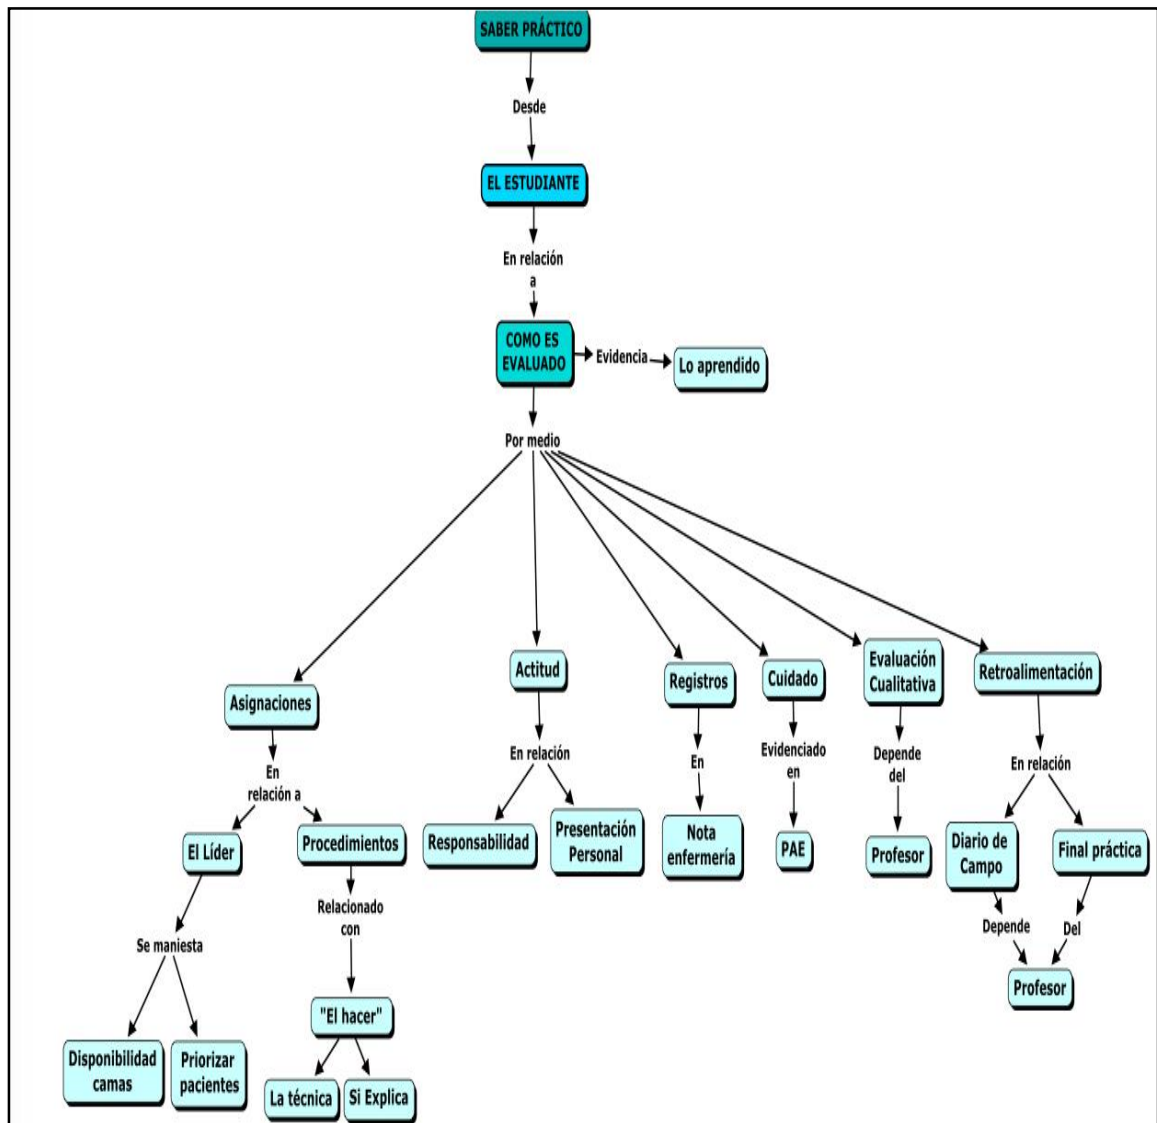 SABER PRÁCTICO
Desde
EL ESTUDIANTE
En relación
a
COMO ES
EVALUADO
Evidencia
Lo aprendido
Por medio
Asignaciones
Actitud
Registros
Cuidado
Evaluación
Cualitativa
Retroalimentación
En
relación a
En relación
En
Evidenciado
en
Depende
del
En relación
El Líder
Procedimientos
Responsabilidad
Presentación
Personal
Nota
enfermería
PAE
Profesor
Diario de
Campo
Final práctica
Se maniesta
Relacionado
con
Depende
Del
Profesor
Disponibilidad
camas
Priorizar
pacientes
"El hacer"
La técnica
Si Explica